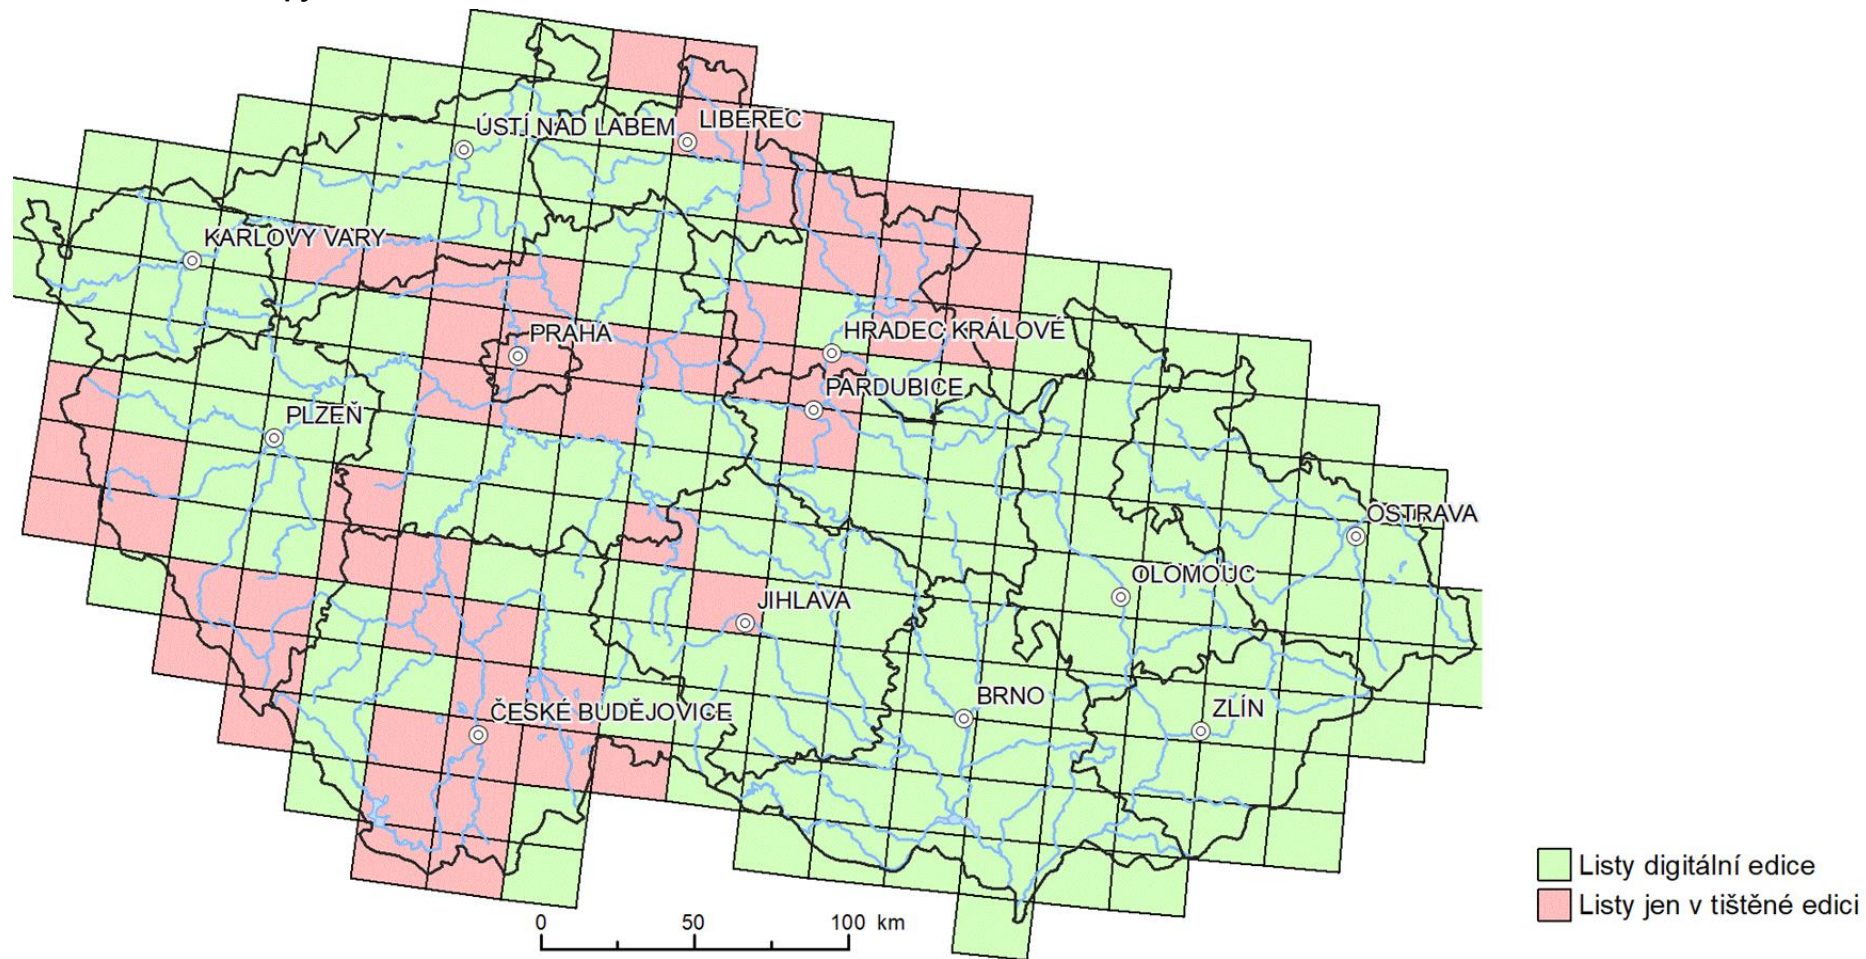 LIBEREC
ÚSTÍ NAD LABEM
KARLOVY VARY
PRAHA
HRADEC KRÁLOVÉ
PARDUBICE
PLZEŇ
OSTRAVA
OLOMOUC
JIHLAVA
BRNO
ZLÍN
ČESKÉ BUDĚJOVICE
Listy digitální edice
Listy jen v tištěné edici
0 50 100 km